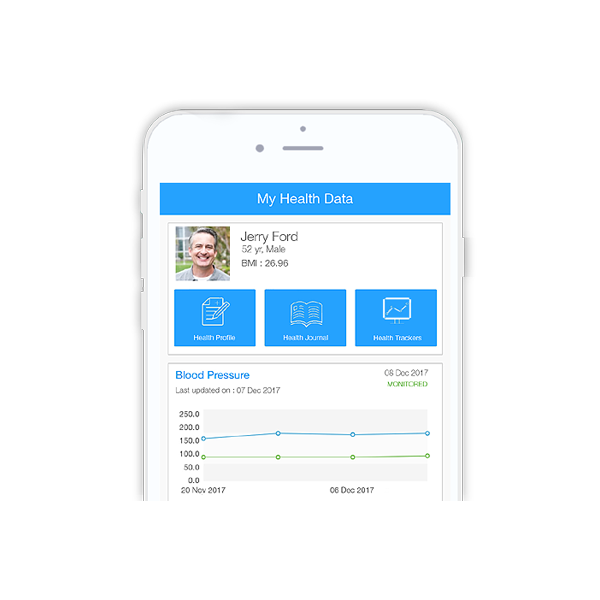 My Health Data
Jerry Ford
52 yr, Male
BMI : 26.96
Health Profile
Health Journal
Health Trackers
Blood Pressure
08 Dec 2017
Last updated on : 07 Dec 2017
MONITORED
250.0
200.0
150.0
100.0
50.0
0.0
20 Nov 2017
06 Dec 2017